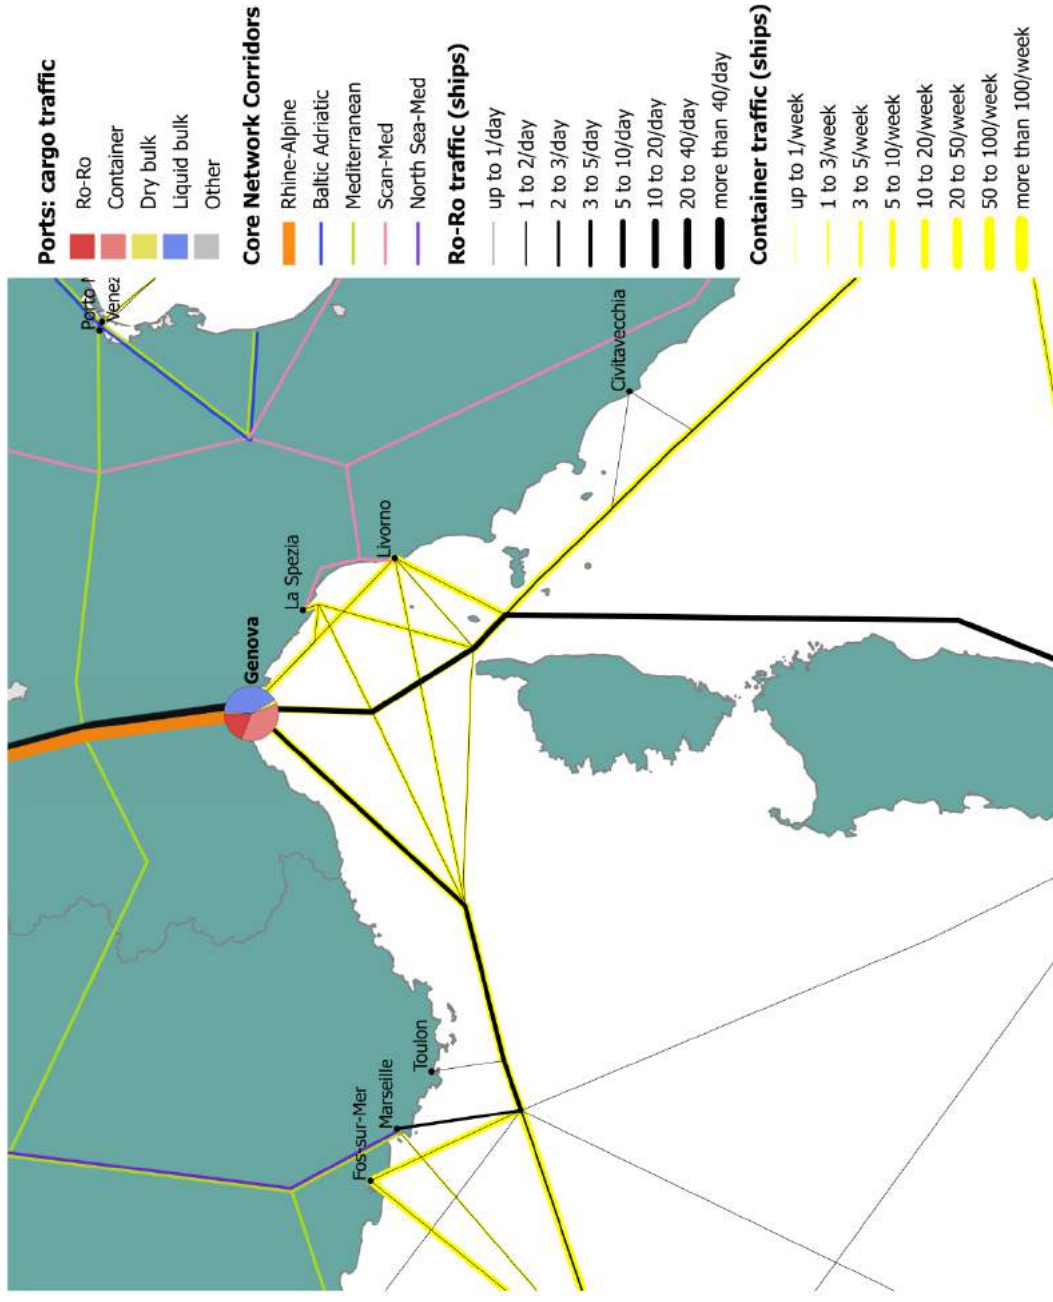 Ports: cargo traffic
Ro-Ro
Container
Dry bulk
Liquid bulk
Other
Core Network Corridors
Rhine-Alpine
Baltic Adriatic
Mediterranean
Scan-Med
North Sea-Med
Ro-Ro traffic (ships)
up to 1/day
1 to 2/day
2 to 3/day
3 to 5/day
5 to 10/day
10 to 20/day
20 to 40/day
more than 40/day
Container traffic (ships)
up to 1/week
1 to 3/week
3 to 5/week
5 to 10/week
10 to 20/week
20 to 50/week
50 to 100/week
more than 100/week
Porto
Venez
Genova
La Spezia
Livorno
Civitavecchia
Toulon
Marseille
Fos-sur-Mer